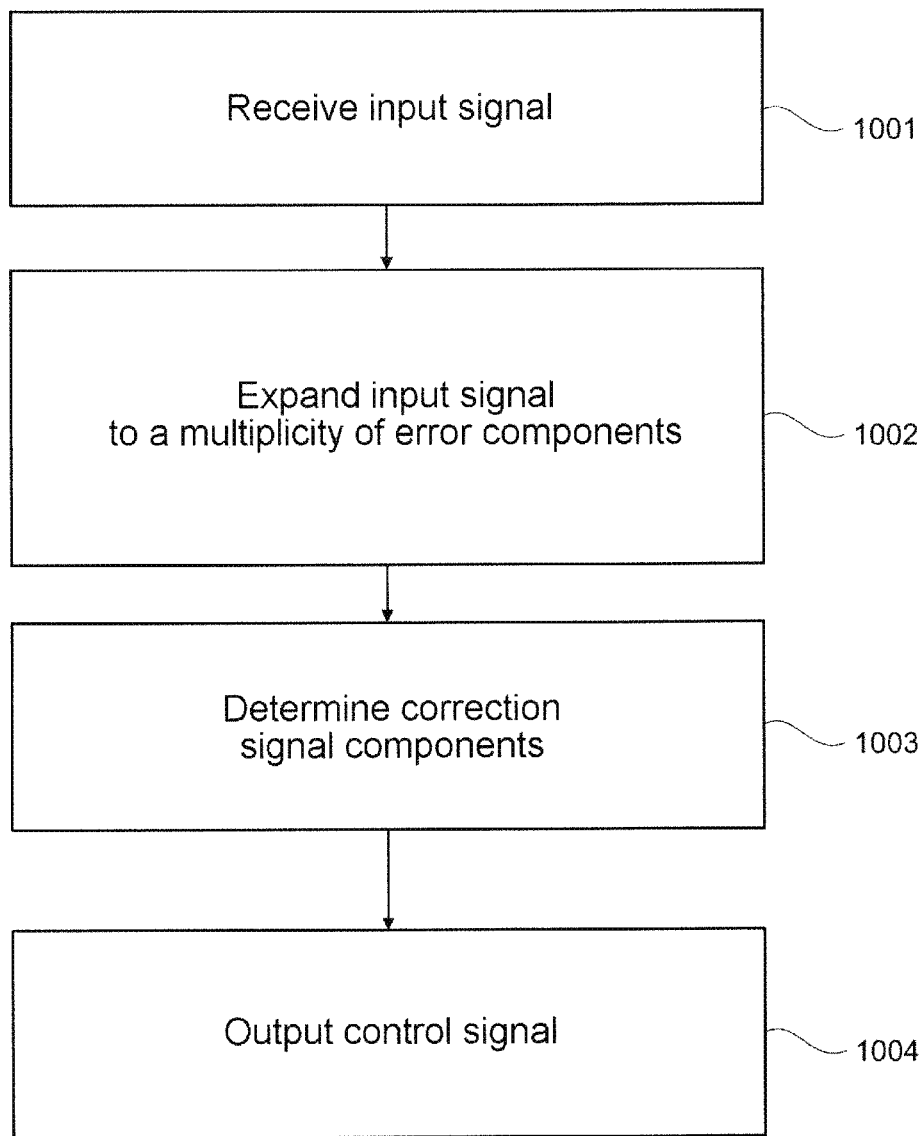 Receive input signal
1001
Expand input signal
to a multiplicity of error components
1002
Determine correction
signal components
1003
Output control signal
1004